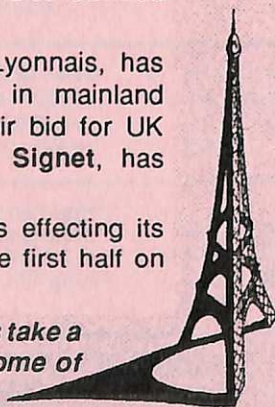 Lyonnais, has
in mainland
ir bid for UK
Signet, has
s effecting its
e first half on
take a
ome of